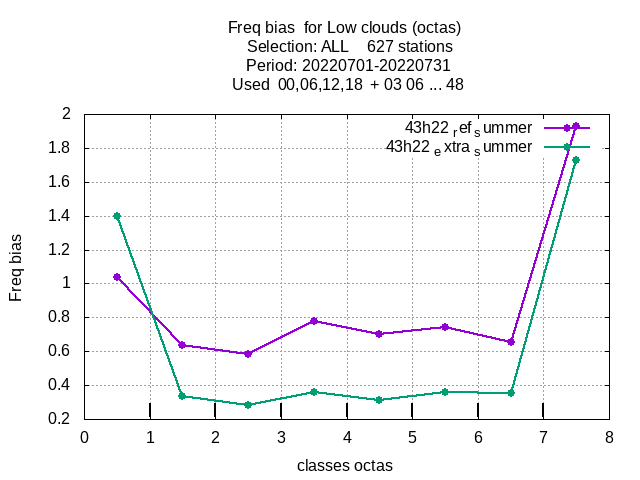 Freq bias  for Low clouds (octas)
Selection: ALL    627 stations
Period: 20220701-20220731
Used  00,06,12,18  + 03 06 ... 48
43h22 ref summer
43h22 extra summer
2
1.8
1.6
1.4
1.2
1
0.8
0.6
0.4
0.2
Freq bias
0 1 2 3 4 5 6 7 8
classes octas